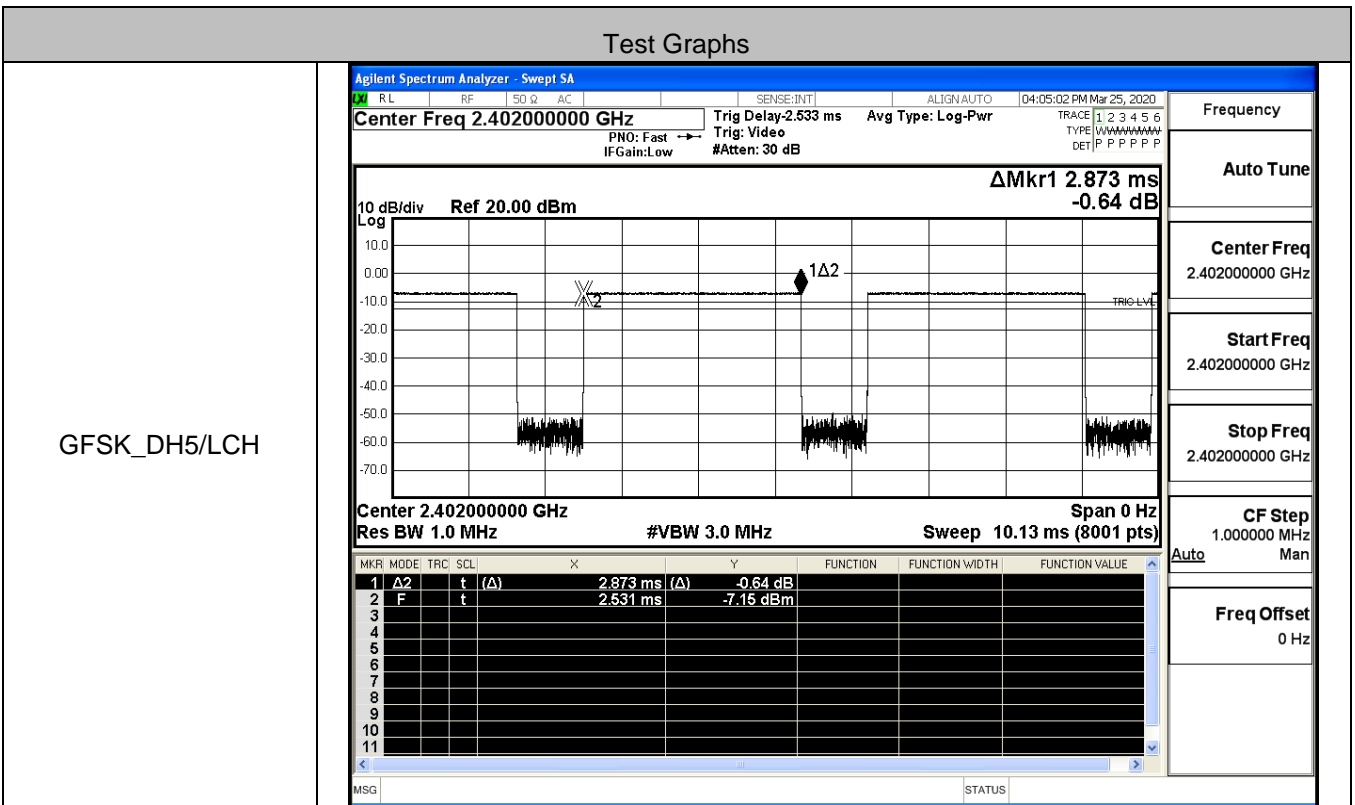 Test Graphs
GFSK_DH5/LCH
Agilent Spectrum Analyzer - Swept SA
LXI RL RF 50 Ω AC SENSE:INT ALIGN AUTO 04:05:02 PM Mar 25, 2020
Center Freq 2.402000000 GHz Trig Delay-2.533 ms Avg Type: Log-Pwr TRACE 1 2 3 4 5 6
PNO: Fast Trig: Video TYPE WWWWWW
IFGain:Low #Atten: 30 dB DET P P P P P P
ΔMkr1 2.873 ms
-0.64 dB
10 dB/div Ref 20.00 dBm
Log
10.0
0.00
-10.0
-20.0
-30.0
-40.0
-50.0
-60.0
-70.0
1Δ2
2
TRIG LVL
Center 2.402000000 GHz Span 0 Hz
Res BW 1.0 MHz #VBW 3.0 MHz Sweep 10.13 ms (8001 pts)
MKR MODE TRC SCL X Y FUNCTION FUNCTION WIDTH FUNCTION VALUE
1 Δ2 t (Δ) 2.873 ms (Δ) -0.64 dB
2 F t 2.531 ms -7.15 dBm
3
4
5
6
7
8
9
10
11
MSG STATUS
Frequency
Auto Tune
Center Freq
2.402000000 GHz
Start Freq
2.402000000 GHz
Stop Freq
2.402000000 GHz
CF Step
1.000000 MHz
Auto Man
Freq Offset
0 Hz